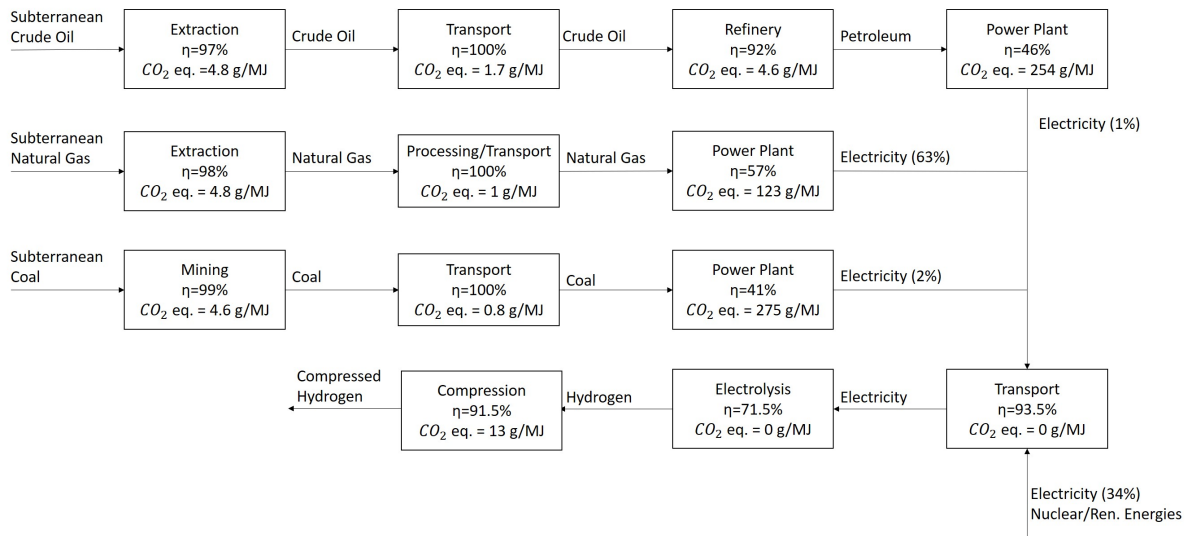 Subterranean
Crude Oil
Extraction
η=97%
CO₂ eq. =4.8 g/MJ
Crude Oil
Transport
η=100%
CO₂ eq. = 1.7 g/MJ
Crude Oil
Refinery
η=92%
CO₂ eq. = 4.6 g/MJ
Petroleum
Power Plant
η=46%
CO₂ eq. = 254 g/MJ
Electricity (1%)
Subterranean
Natural Gas
Extraction
η=98%
CO₂ eq. = 4.8 g/MJ
Natural Gas
Processing/Transport
η=100%
CO₂ eq. = 1 g/MJ
Natural Gas
Power Plant
η=57%
CO₂ eq. = 123 g/MJ
Electricity (63%)
Subterranean
Coal
Mining
η=99%
CO₂ eq. = 4.6 g/MJ
Coal
Transport
η=100%
CO₂ eq. = 0.8 g/MJ
Coal
Power Plant
η=41%
CO₂ eq. = 275 g/MJ
Electricity (2%)
Compressed
Hydrogen
Compression
η=91.5%
CO₂ eq. = 13 g/MJ
Hydrogen
Electrolysis
η=71.5%
CO₂ eq. = 0 g/MJ
Electricity
Transport
η=93.5%
CO₂ eq. = 0 g/MJ
Electricity (34%)
Nuclear/Ren. Energies